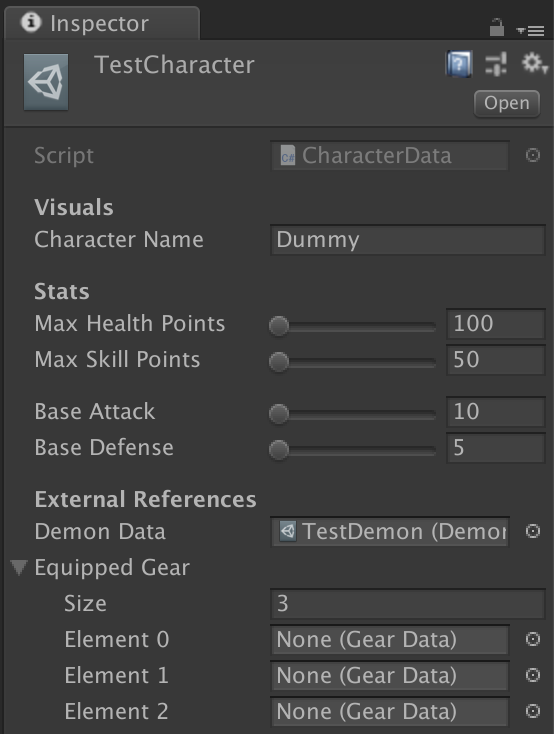 Inspector
TestCharacter
Open
Script CharacterData
Visuals
Character Name Dummy
Stats
Max Health Points 100
Max Skill Points 50
Base Attack 10
Base Defense 5
External References
Demon Data TestDemon (Demor
Equipped Gear
Size 3
Element 0 None (Gear Data)
Element 1 None (Gear Data)
Element 2 None (Gear Data)